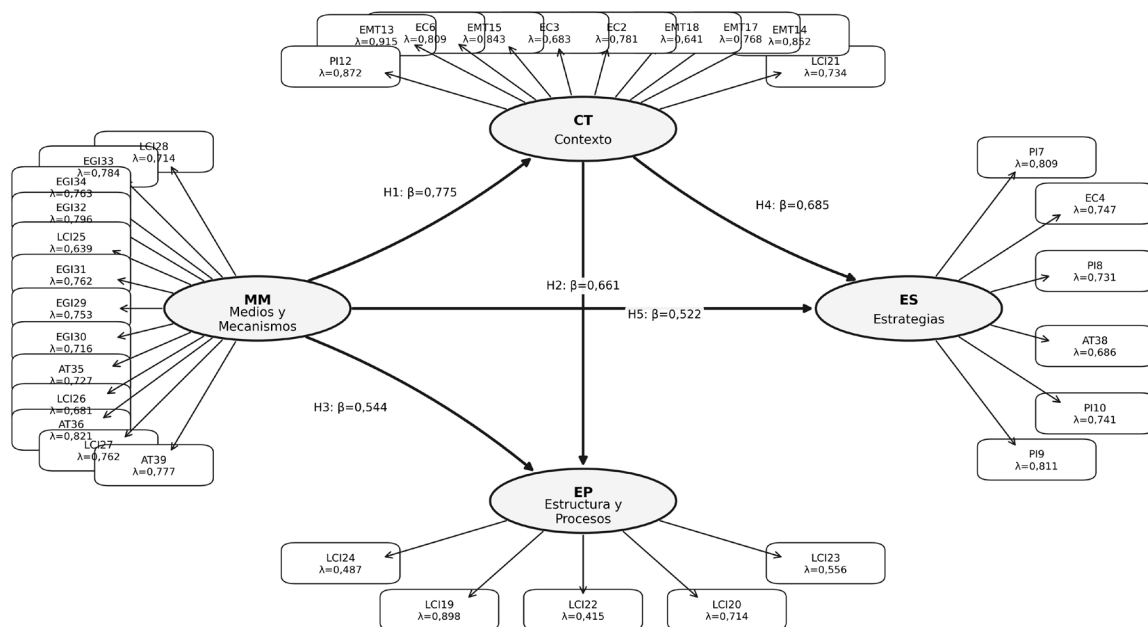 EMT13
λ=0,915
EC6
λ=0,809
EMT15
λ=0,843
EC3
λ=0,683
EC2
λ=0,781
EMT18
λ=0,641
EMT17
λ=0,768
EMT14
λ=0,852
PI12
λ=0,872
LCI21
λ=0,734
CT
Contexto
LCI28
λ=0,714
EGI33
λ=0,784
EGI34
λ=0,763
EGI32
λ=0,796
LCI25
λ=0,639
EGI31
λ=0,762
EGI29
λ=0,753
EGI30
λ=0,716
AT35
λ=0,727
LCI26
λ=0,681
AT36
λ=0,821
LCI27
λ=0,762
AT39
λ=0,777
MM
Medios y
Mecanismos
H1: β=0,775
H4: β=0,685
H2: β=0,661
H5: β=0,522
H3: β=0,544
ES
Estrategias
PI7
λ=0,809
EC4
λ=0,747
PI8
λ=0,731
AT38
λ=0,686
PI10
λ=0,741
PI9
λ=0,811
EP
Estructura y
Procesos
LCI24
λ=0,487
LCI19
λ=0,898
LCI22
λ=0,415
LCI20
λ=0,714
LCI23
λ=0,556